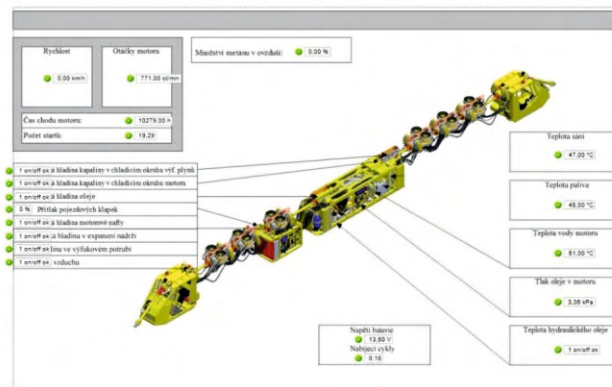 Rychlost
Otáčky motoru
0,00 km/h
771,00 ot/min
Čas chodu motoru: 10279,00 h
Počet startů: 19,29
Množství metanu v ovzduší: 0,00 %
1 on/off ok á hladina kapaliny v chladicím okruhu výf. plynů
1 on/off ok á hladina kapaliny v chladicím okruhu motoru
1 on/off ok á hladina oleje
0 % Přítlak pojezdových klapek
1 on/off ok á hladina motorové nafty
1 on/off ok á hladina v expanzní nádrži
1 on/off ok lina ve výfukovém potrubí
1 on/off ok vzduchu
Teplota sání
47,00 °C
Teplota paliva
48,00 °C
Teplota vody motoru
51,00 °C
Tlak oleje v motoru
3,05 kPa
Teplota hydraulického oleje
1 on/off ok
Napětí baterie
13,60 V
Nabíjecí cykly
0,18